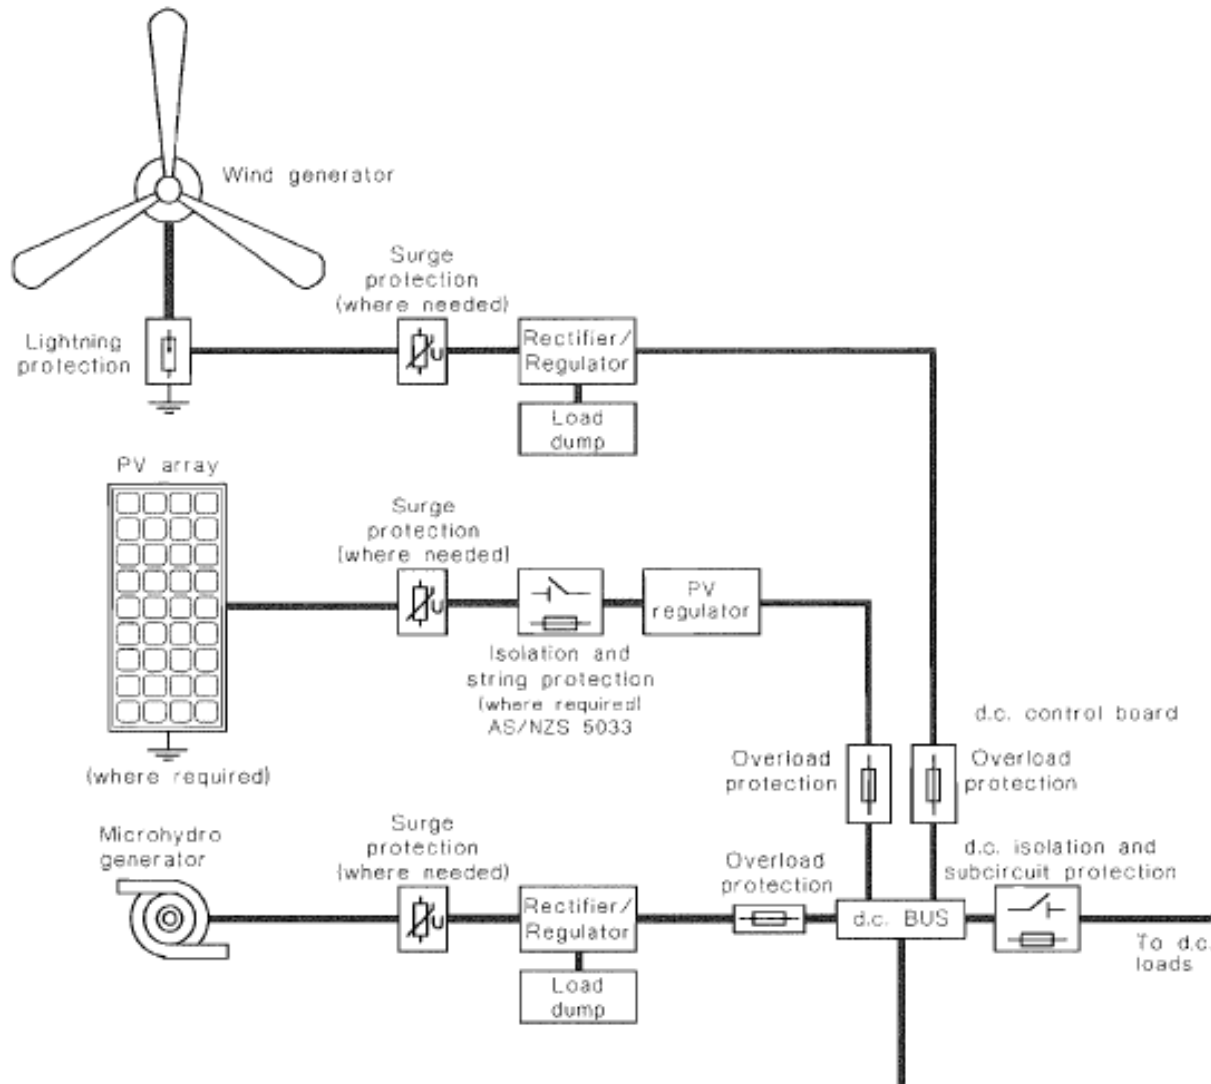 Wind generator
Surge
protection
(where needed)
Lightning
protection
U
Rectifier/
Regulator
Load
dump
PV array
Surge
protection
(where needed)
U
PV
regulator
Isolation and
string protection
(where required)
AS/NZS 5033
(where required)
d.c. control board
Overload
protection
Overload
protection
Microhydro
generator
Surge
protection
(where needed)
U
Rectifier/
Regulator
Load
dump
Overload
protection
d.c. BUS
d.c. isolation and
subcircuit protection
To d.c.
loads